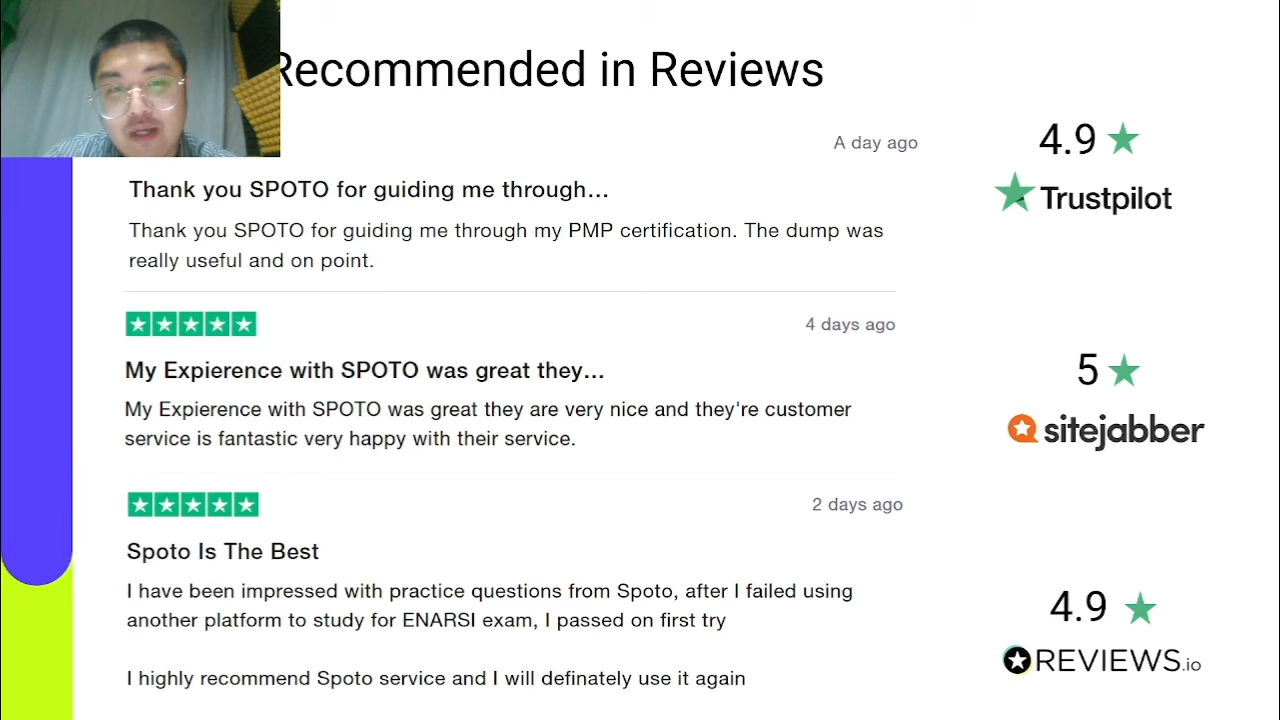 Recommended in Reviews
A day ago
Thank you SPOTO for guiding me through...
Thank you SPOTO for guiding me through my PMP certification. The dump was
really useful and on point.
4 days ago
My Expierence with SPOTO was great they...
My Expierence with SPOTO was great they are very nice and they're customer
service is fantastic very happy with their service.
2 days ago
Spoto Is The Best
I have been impressed with practice questions from Spoto, after I failed using
another platform to study for ENARSI exam, I passed on first try
I highly recommend Spoto service and I will definately use it again
4.9
Trustpilot
5
sitejabber
4.9
REVIEWS.io